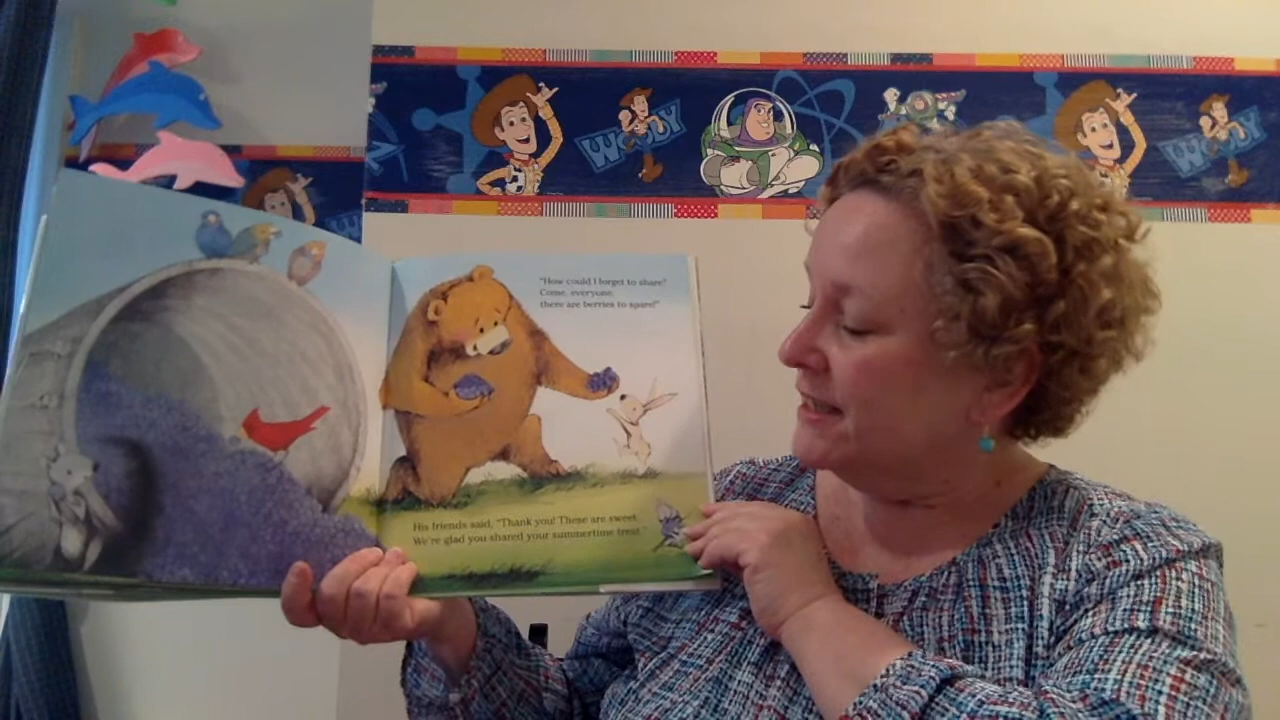 WOODY
WOODY
"How could I forget to share?
Come, everyone,
there are berries to spare!"
His friends said, "Thank you! These are sweet.
We're glad you shared your summertime treat."